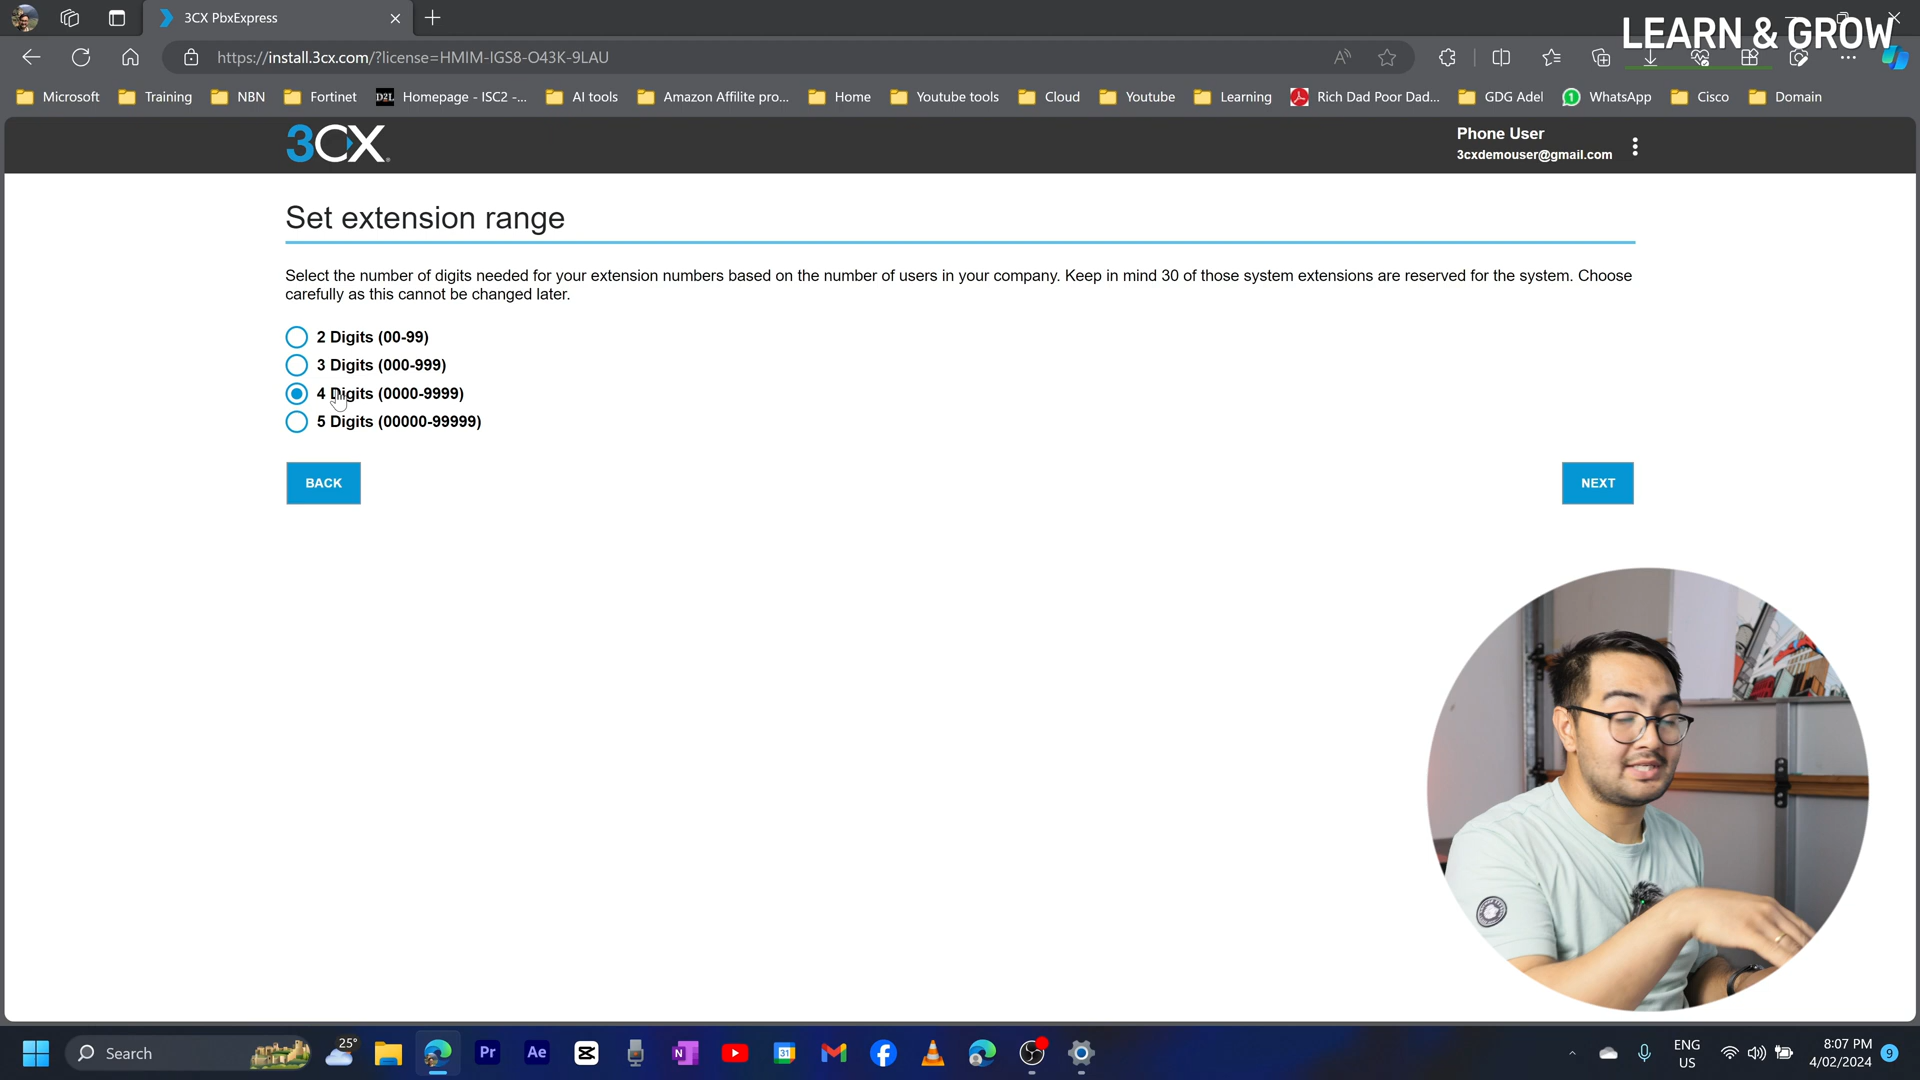 3CX PbxExpress
LEARN & GROW
https://install.3cx.com/?license=HMIM-IGS8-O43K-9LAU
Microsoft
Training
NBN
Fortinet
D2L
Homepage - ISC2 -...
AI tools
Amazon Affilite pro...
Home
Youtube tools
Cloud
Youtube
Learning
Rich Dad Poor Dad...
GDG Adel
1
WhatsApp
Cisco
Domain
3CX
Phone User
3cxdemouser@gmail.com
Set extension range
Select the number of digits needed for your extension numbers based on the number of users in your company. Keep in mind 30 of those system extensions are reserved for the system. Choose
carefully as this cannot be changed later.
2 Digits (00-99)
3 Digits (000-999)
4 Digits (0000-9999)
5 Digits (00000-99999)
BACK
NEXT
Search
25°
Pr
Ae
N
31
ENG
US
8:07 PM
4/02/2024
9